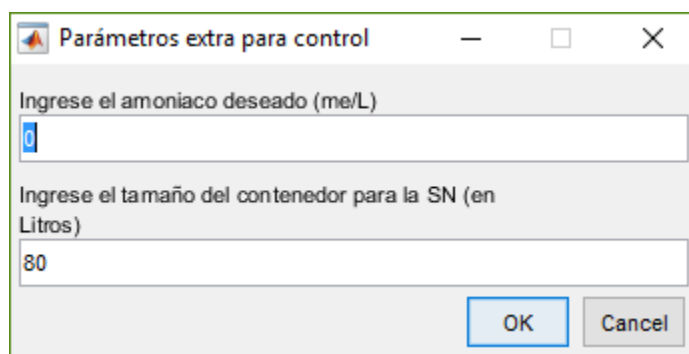 Parámetros extra para control
Ingrese el amoniaco deseado (me/L)
0
Ingrese el tamaño del contenedor para la SN (en
Litros)
80
OK Cancel